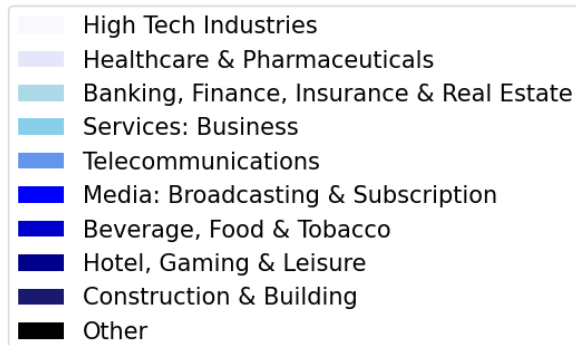 High Tech Industries
Healthcare & Pharmaceuticals
Banking, Finance, Insurance & Real Estate
Services: Business
Telecommunications
Media: Broadcasting & Subscription
Beverage, Food & Tobacco
Hotel, Gaming & Leisure
Construction & Building
Other